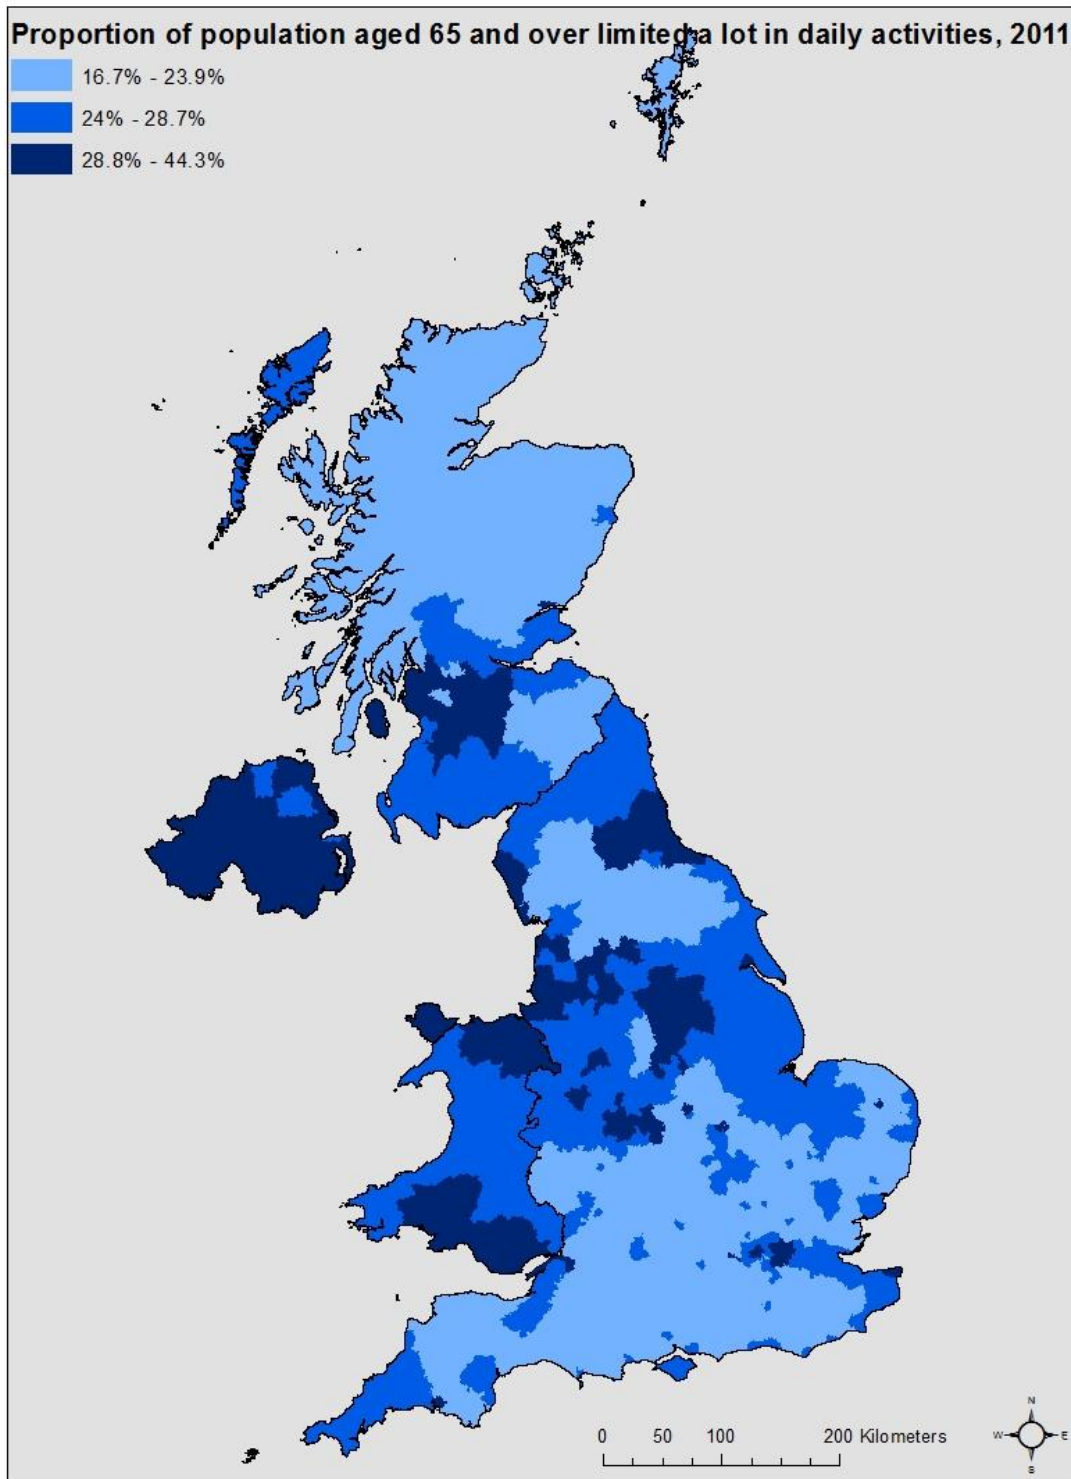 Proportion of population aged 65 and over limited a lot in daily activities, 2011
16.7% - 23.9%
24% - 28.7%
28.8% - 44.3%
N
W
E
S
0 50 100 200 Kilometers